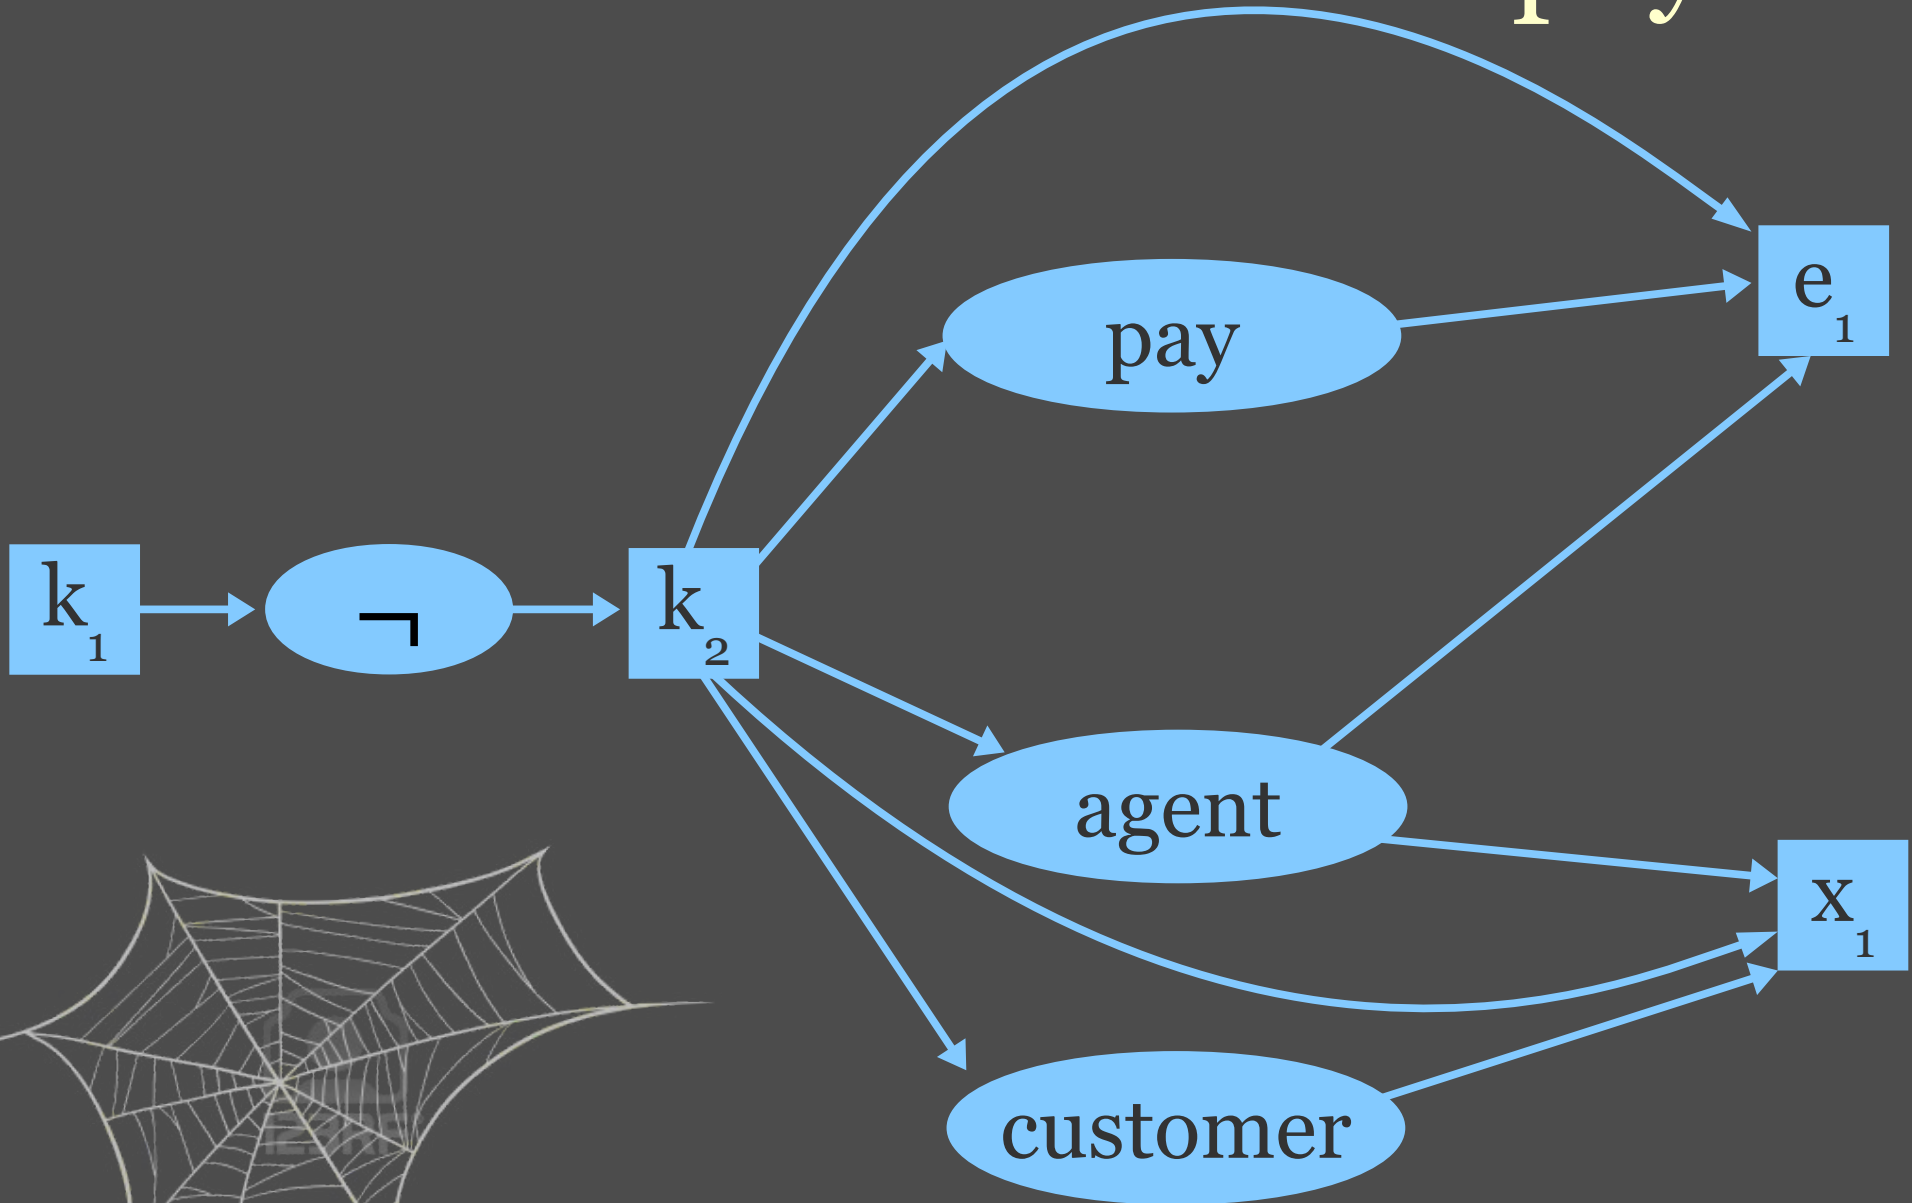 e₁
pay
k₁
¬
k₂
agent
x₁
customer